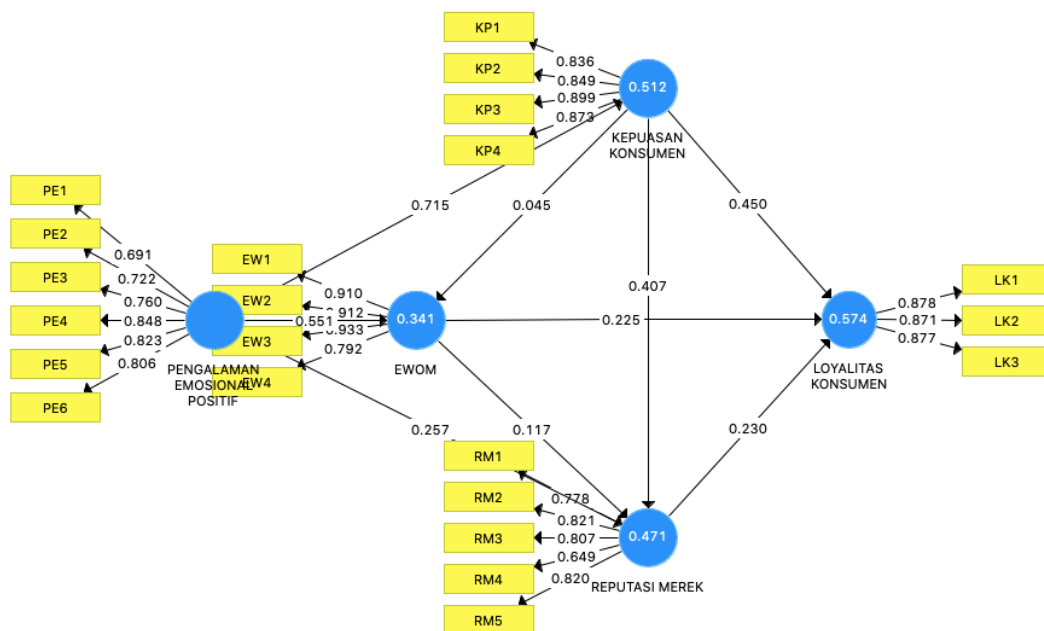 KP1
0.836
KP2
0.849
KP3
0.899
KP4
0.873
0.512
KEPUASAN
KONSUMEN
PE1
0.691
PE2
0.722
PE3
0.760
PE4
0.848
PE5
0.823
PE6
0.806
PENGALAMAN
EMOSIONAL
POSITIF
0.715
0.045
0.450
EW1
0.910
EW2
0.912
0.551
EW3
0.933
EW4
0.792
0.341
EWOM
0.407
0.225
0.574
LOYALITAS
KONSUMEN
0.878
LK1
0.871
LK2
0.877
LK3
0.257
0.117
0.230
RM1
0.778
RM2
0.821
RM3
0.807
RM4
0.649
RM5
0.820
0.471
REPUTASI MEREK